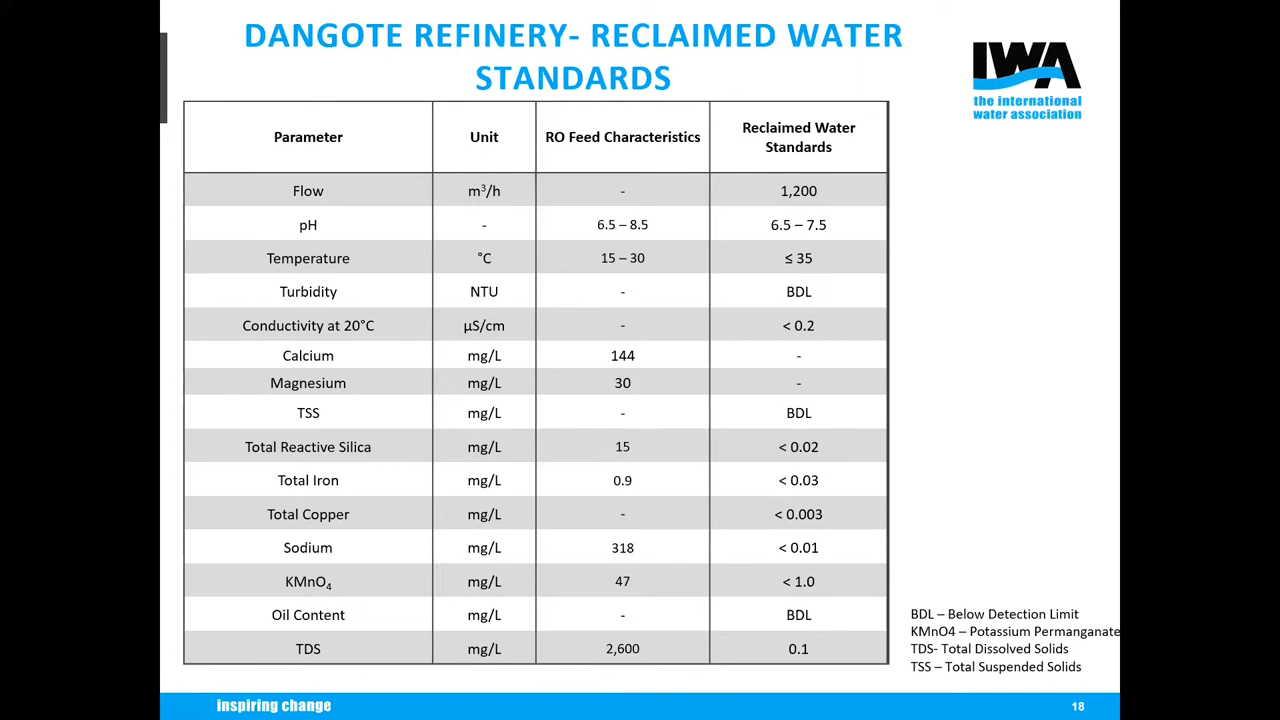 DANGOTE REFINERY- RECLAIMED WATER
STANDARDS
IWA
the international
water association
Parameter Unit RO Feed Characteristics Reclaimed Water Standards
Flow m³/h - 1,200
pH - 6.5 – 8.5 6.5 – 7.5
Temperature °C 15 – 30 ≤ 35
Turbidity NTU - BDL
Conductivity at 20°C µS/cm - < 0.2
Calcium mg/L 144 -
Magnesium mg/L 30 -
TSS mg/L - BDL
Total Reactive Silica mg/L 15 < 0.02
Total Iron mg/L 0.9 < 0.03
Total Copper mg/L - < 0.003
Sodium mg/L 318 < 0.01
KMnO₄ mg/L 47 < 1.0
Oil Content mg/L - BDL
TDS mg/L 2,600 0.1
BDL – Below Detection Limit
KMnO4 – Potassium Permanganate
TDS- Total Dissolved Solids
TSS – Total Suspended Solids
inspiring change
18